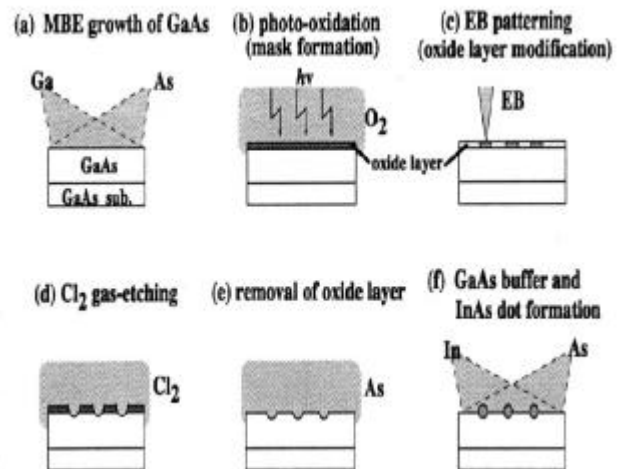 (a) MBE growth of GaAs
Ga
As
GaAs
GaAs sub.
(b) photo-oxidation
(mask formation)
hν
O2
oxide layer
(c) EB patterning
(oxide layer modification)
EB
(d) Cl2 gas-etching
Cl2
(e) removal of oxide layer
As
(f) GaAs buffer and
InAs dot formation
In
As